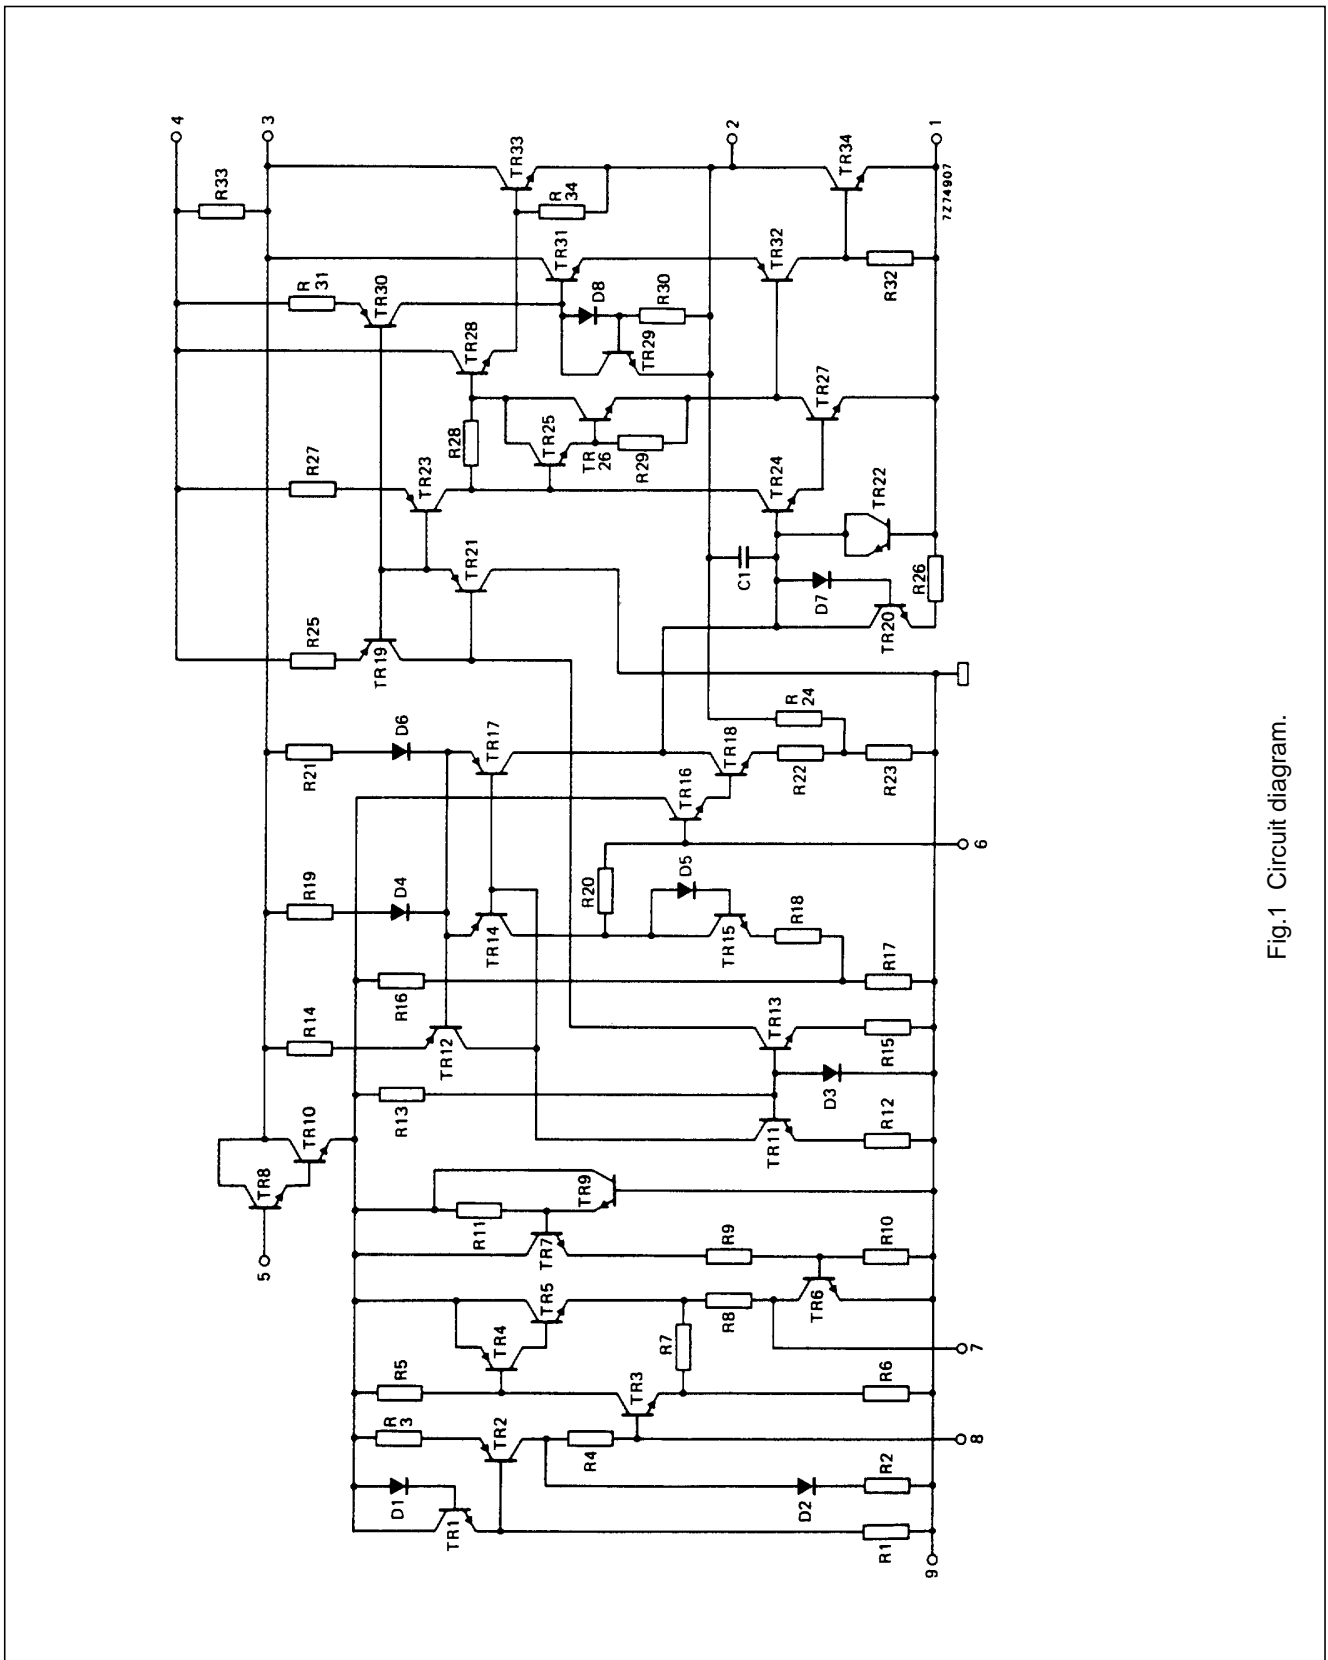 4
3
2
1
R33
TR33
R
34
TR34
7Z74907
R
31
TR30
TR31
D8
R30
TR32
R32
TR28
TR29
TR27
R27
TR23
R28
TR25
TR
26
R29
TR24
TR22
TR21
C1
D7
R26
TR20
R25
TR19
R21
D6
TR17
TR18
R
24
R22
R23
TR16
6
R19
D4
TR14
R20
D5
TR15
R18
R17
R16
R14
TR12
TR13
R15
R13
D3
TR11
R12
TR10
TR8
5
TR9
R11
TR7
R9
R10
TR5
TR4
R8
TR6
7
R7
R5
TR3
R6
R
3
TR2
R4
8
D1
TR1
D2
R2
R1
9
Fig.1 Circuit diagram.